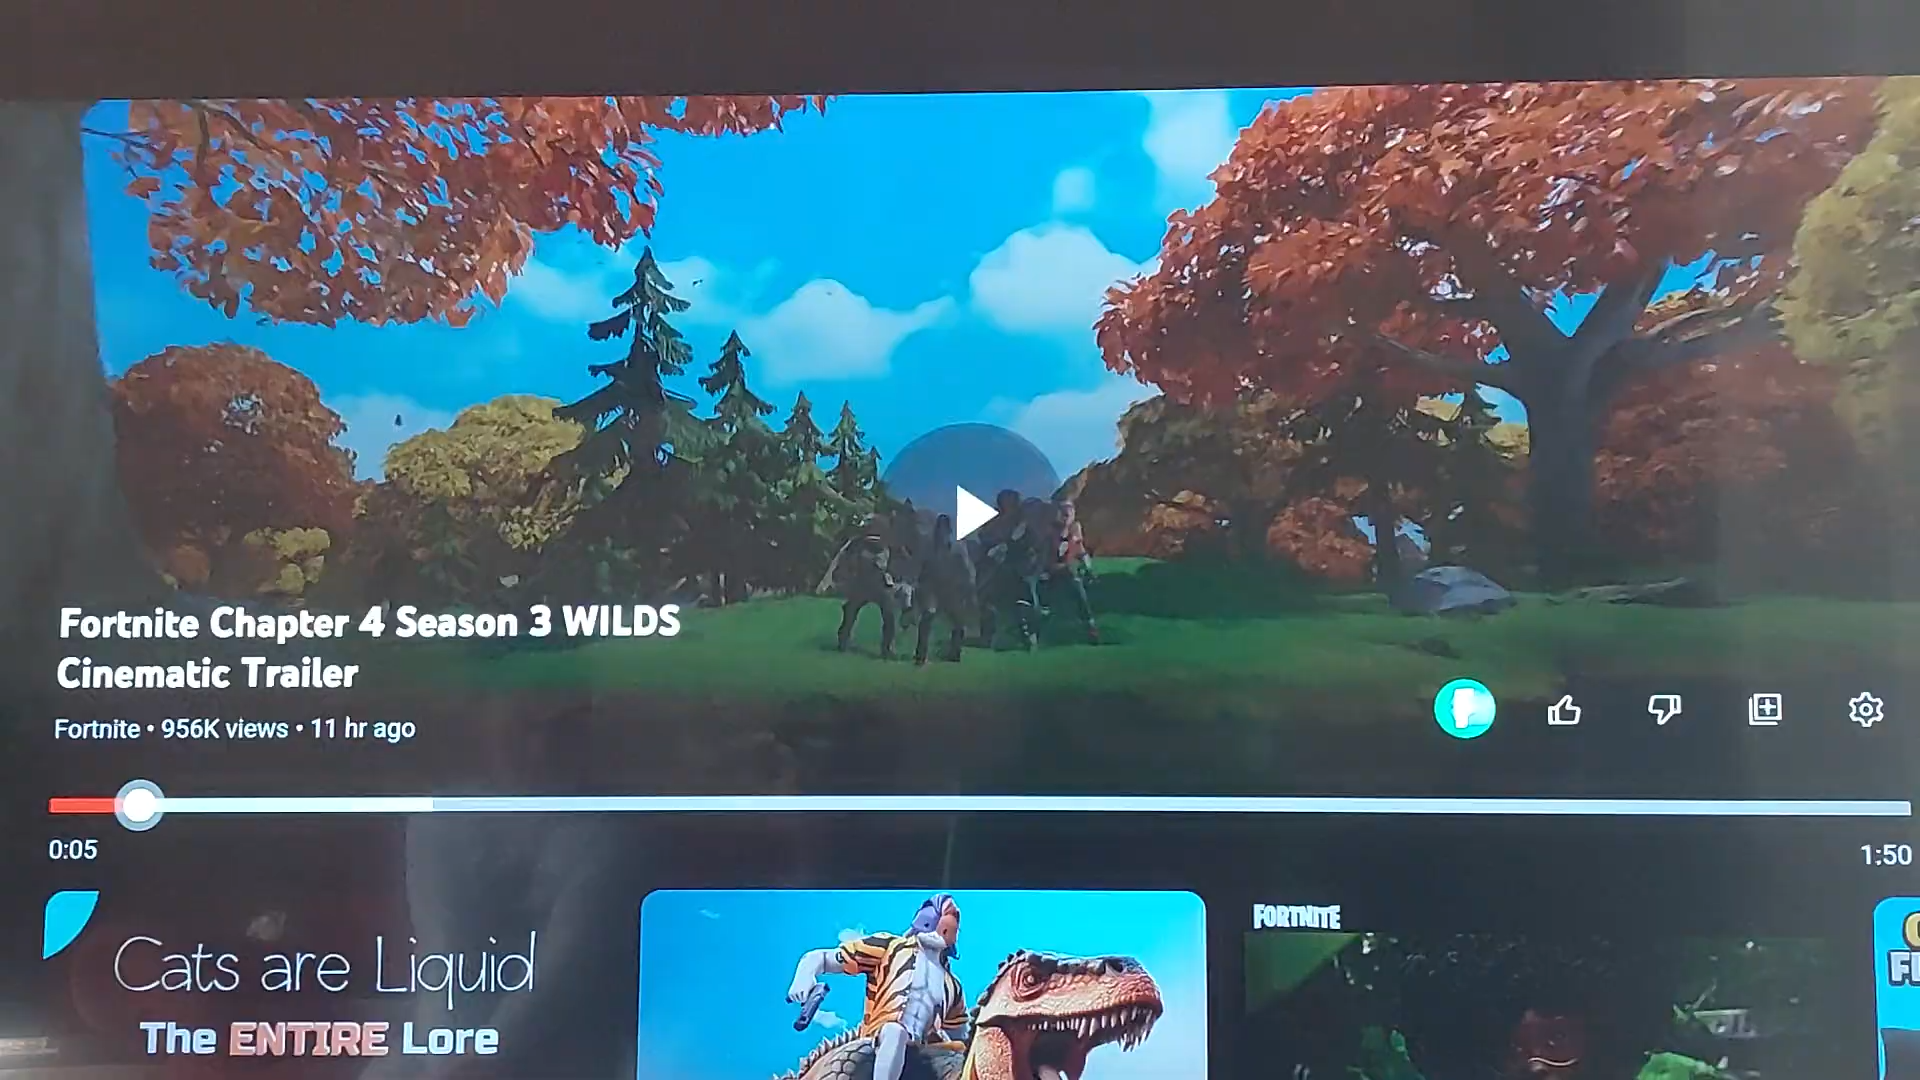 Fortnite Chapter 4 Season 3 WILDS
Cinematic Trailer
Fortnite • 956K views • 11 hr ago
0:05
1:50
Cats are Liquid
The ENTIRE Lore
FORTNITE